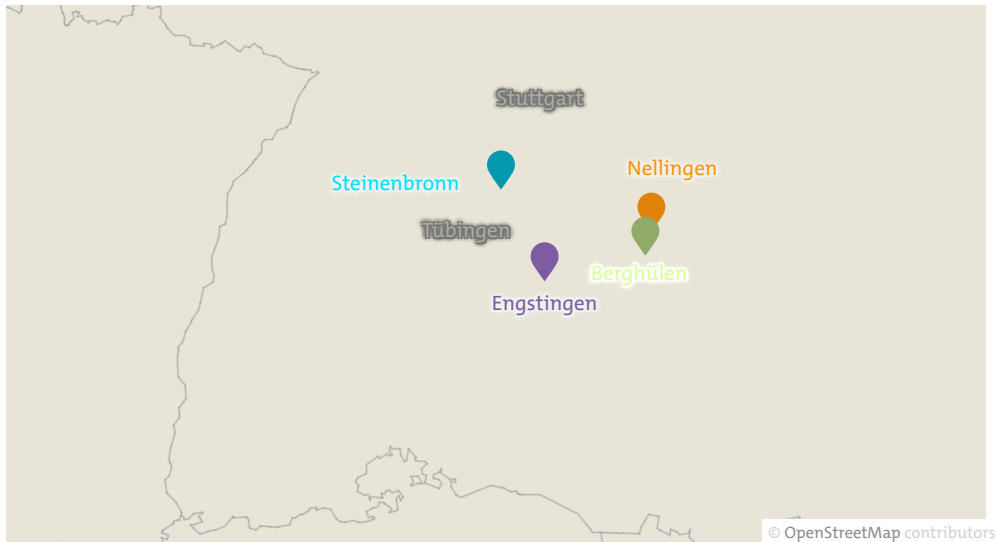 Stuttgart
Nellingen
Steinenbronn
Tübingen
Berghülen
Engstingen
© OpenStreetMap contributors